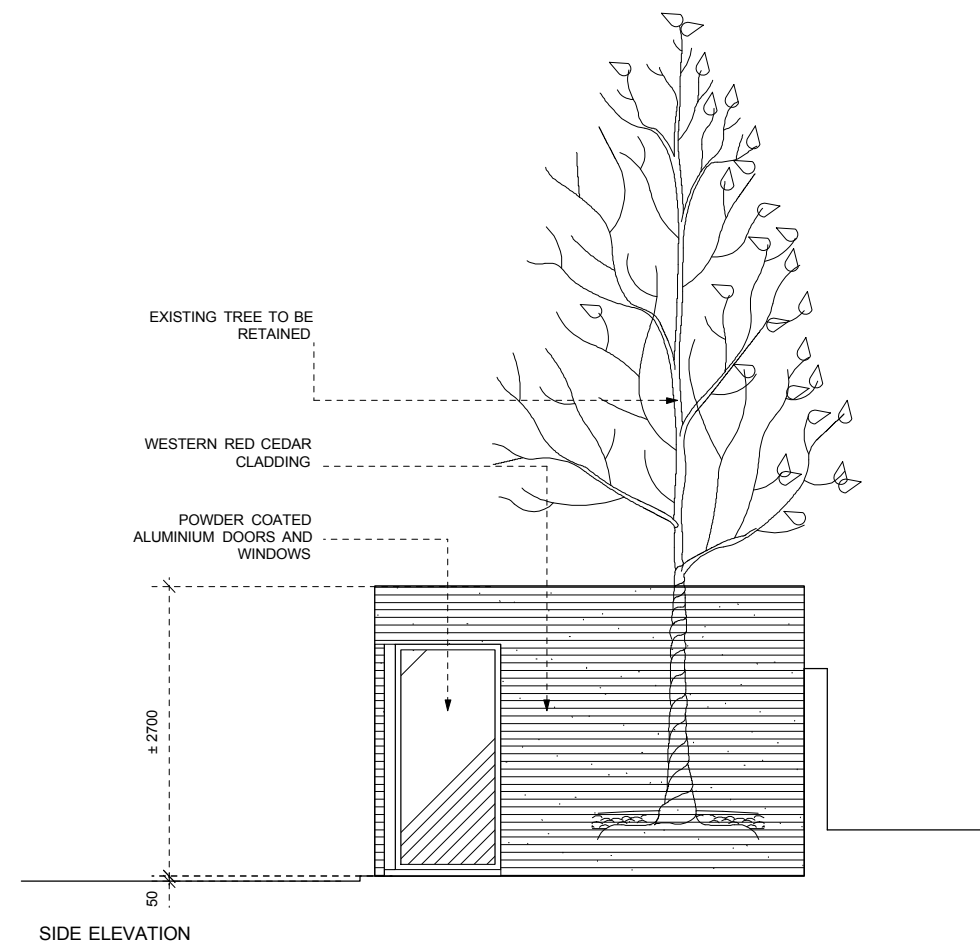 EXISTING TREE TO BE
RETAINED
WESTERN RED CEDAR
CLADDING
POWDER COATED
ALUMINIUM DOORS AND
WINDOWS
± 2700
50
SIDE ELEVATION